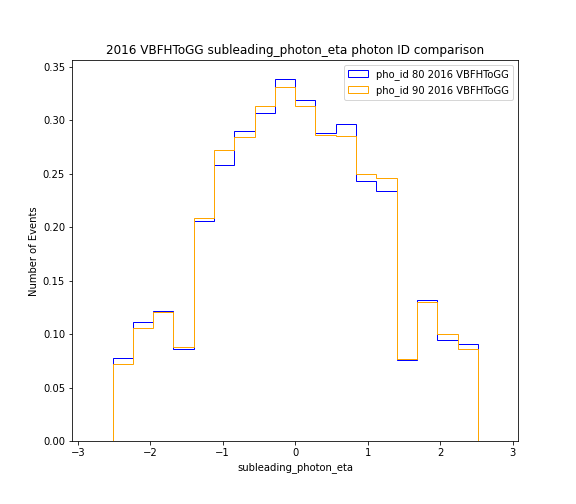 2016 VBFHToGG subleading_photon_eta photon ID comparison
pho_id 80 2016 VBFHToGG
pho_id 90 2016 VBFHToGG
Number of Events
0.35
0.30
0.25
0.20
0.15
0.10
0.05
0.00
−3 −2 −1 0 1 2 3
subleading_photon_eta